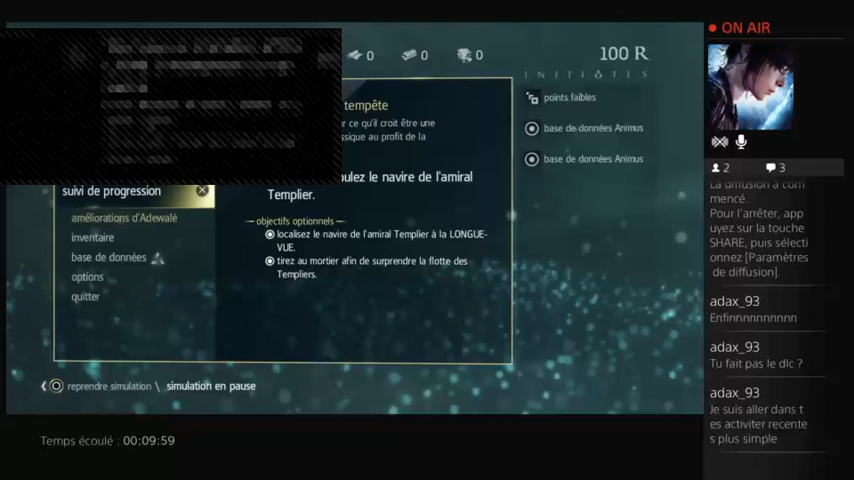 0 0 0 100 R
INITIATES
tempête
r ce qu'il croit être une
ssique au profit de la
oulez le navire de l'amiral
Templier.
objectifs optionnels
localisez le navire de l'amiral Templier à la LONGUE-
VUE.
tirez au mortier afin de surprendre la flotte des
Templiers.
points faibles
base de données Animus
base de données Animus
suivi de progression
améliorations d'Adewalé
inventaire
base de données
options
quitter
reprendre simulation \ simulation en pause
Temps écoulé : 00:09:59
ON AIR
2 3
La diffusion a com
mencé.
Pour l'arrêter, app
uyez sur la touche
SHARE, puis sélecti
onnez [Paramètres
de diffusion].
adax_93
Enfinnnnnnnnnn
adax_93
Tu fait pas le dlc ?
adax_93
Je suis aller dans t
es activiter recente
s plus simple